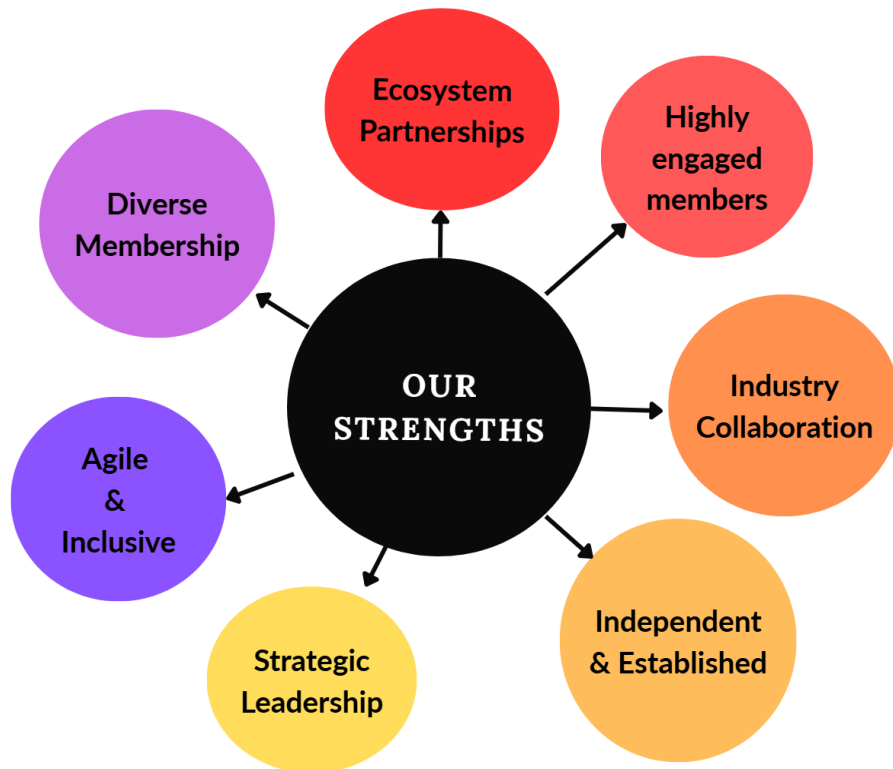 Ecosystem
Partnerships
Highly
engaged
members
Diverse
Membership
OUR
STRENGTHS
Industry
Collaboration
Agile
&
Inclusive
Independent
& Established
Strategic
Leadership